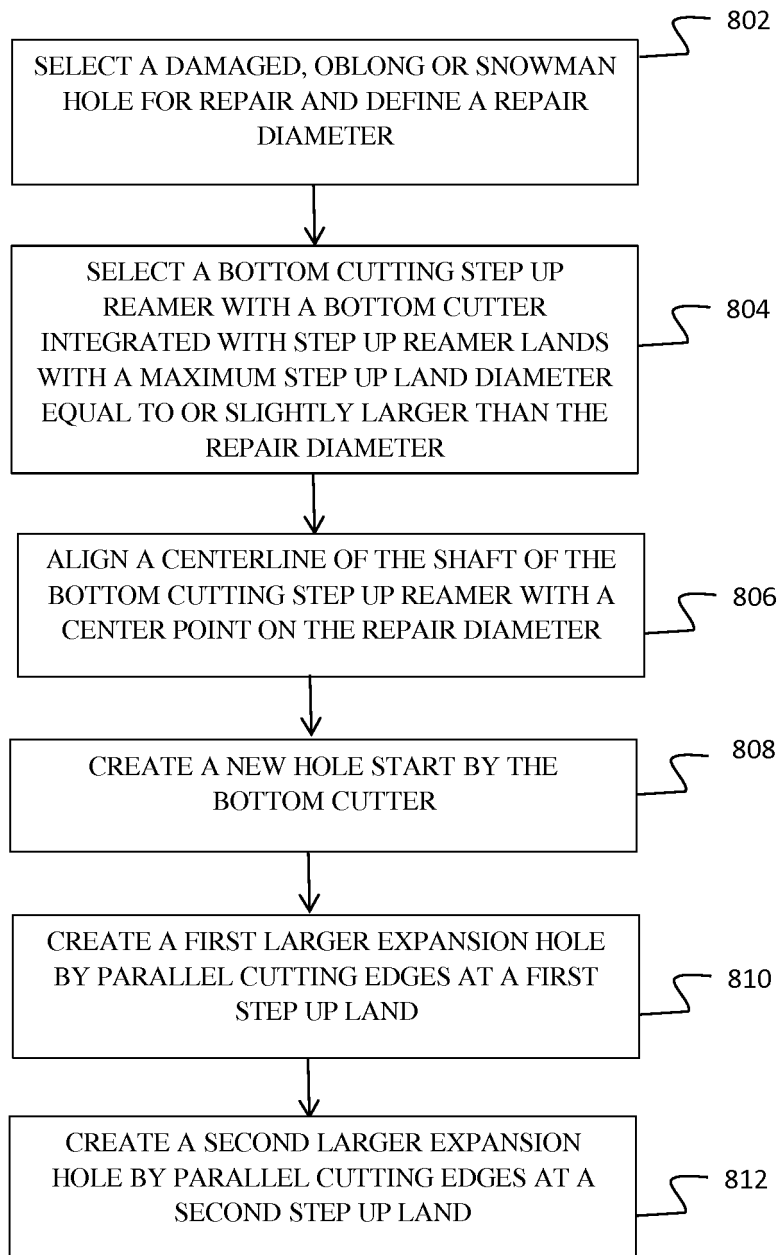 802
SELECT A DAMAGED, OBLONG OR SNOWMAN
HOLE FOR REPAIR AND DEFINE A REPAIR
DIAMETER
SELECT A BOTTOM CUTTING STEP UP
REAMER WITH A BOTTOM CUTTER
INTEGRATED WITH STEP UP REAMER LANDS
WITH A MAXIMUM STEP UP LAND DIAMETER
EQUAL TO OR SLIGHTLY LARGER THAN THE
REPAIR DIAMETER
804
ALIGN A CENTERLINE OF THE SHAFT OF THE
BOTTOM CUTTING STEP UP REAMER WITH A
CENTER POINT ON THE REPAIR DIAMETER
806
CREATE A NEW HOLE START BY THE
BOTTOM CUTTER
808
CREATE A FIRST LARGER EXPANSION HOLE
BY PARALLEL CUTTING EDGES AT A FIRST
STEP UP LAND
810
CREATE A SECOND LARGER EXPANSION
HOLE BY PARALLEL CUTTING EDGES AT A
SECOND STEP UP LAND
812